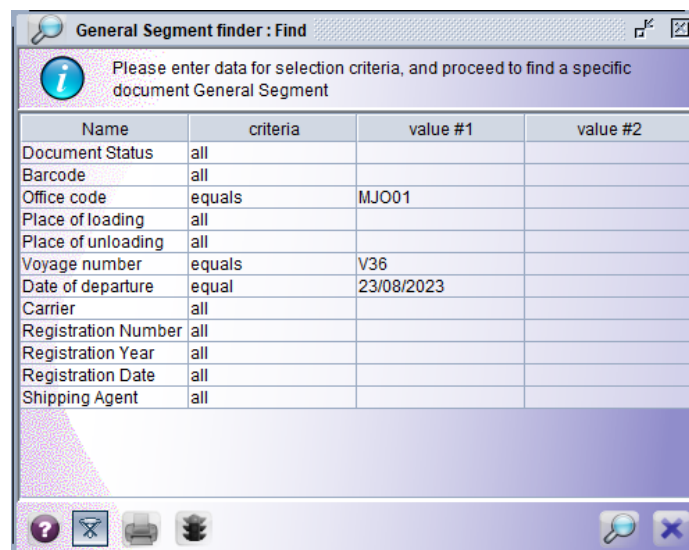 General Segment finder : Find
Please enter data for selection criteria, and proceed to find a specific
document General Segment
Name criteria value #1 value #2
Document Status all
Barcode all
Office code equals MJO01
Place of loading all
Place of unloading all
Voyage number equals V36
Date of departure equal 23/08/2023
Carrier all
Registration Number all
Registration Year all
Registration Date all
Shipping Agent all